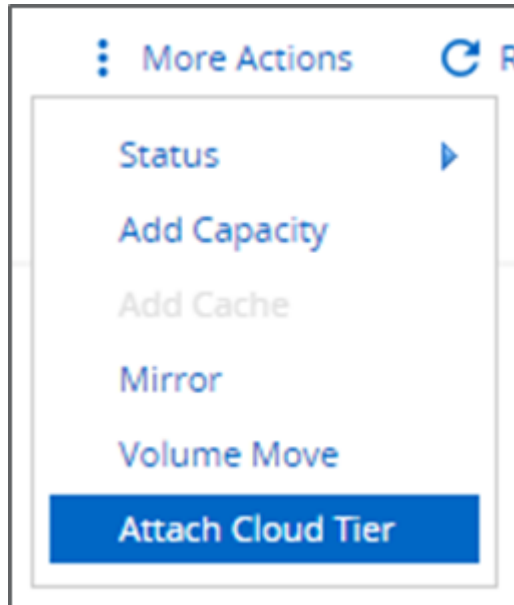 More Actions
Status
Add Capacity
Add Cache
Mirror
Volume Move
Attach Cloud Tier